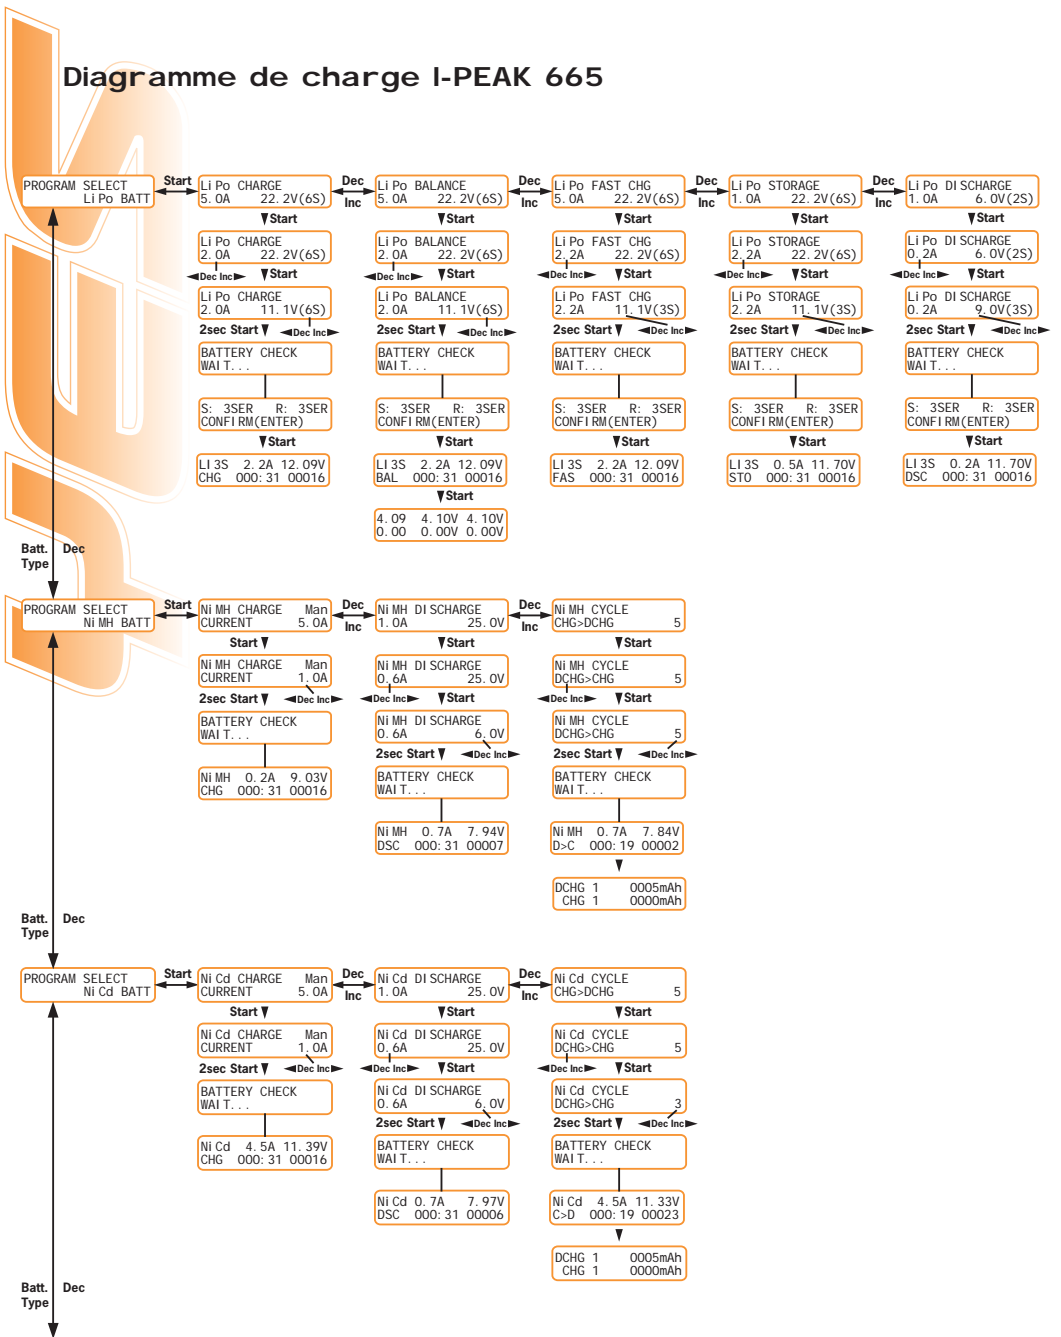 Diagramme de charge I-PEAK 665
PROGRAM SELECT
LiPo BATT
Start
LiPo CHARGE
5.0A 22.2V(6S)
Dec
Inc
LiPo BALANCE
5.0A 22.2V(6S)
Dec
Inc
LiPo FAST CHG
5.0A 22.2V(6S)
Dec
Inc
LiPo STORAGE
1.0A 22.2V(6S)
Dec
Inc
LiPo DISCHARGE
1.0A 6.0V(2S)
Start
Start
Start
Start
Start
LiPo CHARGE
2.0A 22.2V(6S)
LiPo BALANCE
2.0A 22.2V(6S)
LiPo FAST CHG
2.2A 22.2V(6S)
LiPo STORAGE
2.2A 22.2V(6S)
LiPo DISCHARGE
0.2A 6.0V(2S)
Dec Inc Start
Dec Inc Start
Dec Inc Start
Dec Inc Start
Dec Inc Start
LiPo CHARGE
2.0A 11.1V(6S)
LiPo BALANCE
2.0A 11.1V(6S)
LiPo FAST CHG
2.2A 11.1V(3S)
LiPo STORAGE
2.2A 11.1V(3S)
LiPo DISCHARGE
0.2A 9.0V(3S)
2sec Start Dec Inc
2sec Start Dec Inc
2sec Start Dec Inc
2sec Start Dec Inc
2sec Start Dec Inc
BATTERY CHECK
WAIT...
BATTERY CHECK
WAIT...
BATTERY CHECK
WAIT...
BATTERY CHECK
WAIT...
BATTERY CHECK
WAIT...
S: 3SER R: 3SER
CONFIRM(ENTER)
S: 3SER R: 3SER
CONFIRM(ENTER)
S: 3SER R: 3SER
CONFIRM(ENTER)
S: 3SER R: 3SER
CONFIRM(ENTER)
S: 3SER R: 3SER
CONFIRM(ENTER)
Start
Start
Start
Start
Start
LI3S 2.2A 12.09V
CHG 000:31 00016
LI3S 2.2A 12.09V
BAL 000:31 00016
LI3S 2.2A 12.09V
FAS 000:31 00016
LI3S 0.5A 11.70V
STO 000:31 00016
LI3S 0.2A 11.70V
DSC 000:31 00016
Start
4.09 4.10V 4.10V
0.00 0.00V 0.00V
Batt.
Type
Dec
PROGRAM SELECT
NiMH BATT
Start
NiMH CHARGE Man
CURRENT 5.0A
Dec
Inc
NiMH DISCHARGE
1.0A 25.0V
Dec
Inc
NiMH CYCLE
CHG>DCHG 5
Start
Start
Start
NiMH CHARGE Man
CURRENT 1.0A
NiMH DISCHARGE
0.6A 25.0V
NiMH CYCLE
DCHG>CHG 5
2sec Start Dec Inc
Dec Inc Start
Dec Inc Start
BATTERY CHECK
WAIT...
NiMH DISCHARGE
0.6A 6.0V
NiMH CYCLE
DCHG>CHG 5
2sec Start Dec Inc
2sec Start Dec Inc
NiMH 0.2A 9.03V
CHG 000:31 00016
BATTERY CHECK
WAIT...
BATTERY CHECK
WAIT...
NiMH 0.7A 7.94V
DSC 000:31 00007
NiMH 0.7A 7.84V
D>C 000:19 00002
DCHG 1 0005mAh
CHG 1 0000mAh
Batt.
Type
Dec
PROGRAM SELECT
NiCd BATT
Start
NiCd CHARGE Man
CURRENT 5.0A
Dec
Inc
NiCd DISCHARGE
1.0A 25.0V
Dec
Inc
NiCd CYCLE
CHG>DCHG 5
Start
Start
Start
NiCd CHARGE Man
CURRENT 1.0A
NiCd DISCHARGE
0.6A 25.0V
NiCd CYCLE
DCHG>CHG 5
2sec Start Dec Inc
Dec Inc Start
Dec Inc Start
BATTERY CHECK
WAIT...
NiCd DISCHARGE
0.6A 6.0V
NiCd CYCLE
DCHG>CHG 3
2sec Start Dec Inc
2sec Start Dec Inc
NiCd 4.5A 11.39V
CHG 000:31 00016
BATTERY CHECK
WAIT...
BATTERY CHECK
WAIT...
NiCd 0.7A 7.97V
DSC 000:31 00006
NiCd 4.5A 11.33V
C>D 000:19 00023
DCHG 1 0005mAh
CHG 1 0000mAh
Batt.
Type
Dec